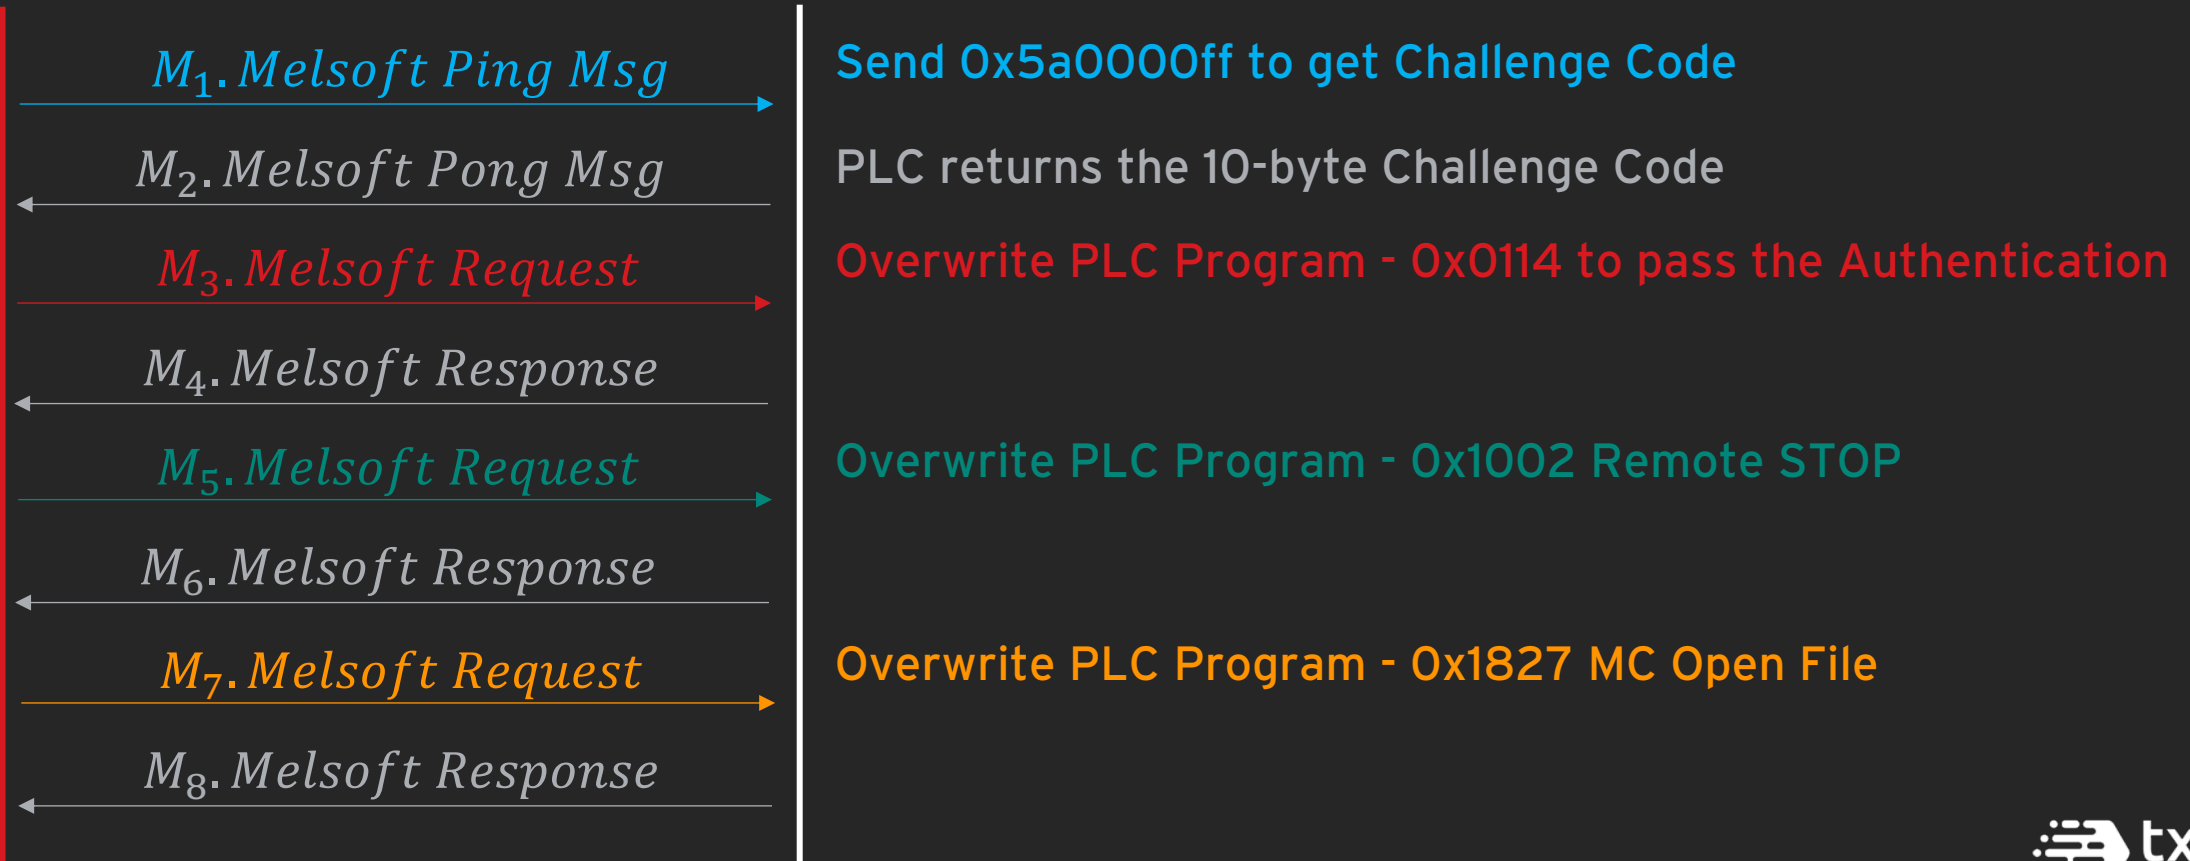 M₁. Melsoft Ping Msg
Send 0x5a0000ff to get Challenge Code
M₂. Melsoft Pong Msg
PLC returns the 10-byte Challenge Code
M₃. Melsoft Request
Overwrite PLC Program - 0x0114 to pass the Authentication
M₄. Melsoft Response
M₅. Melsoft Request
Overwrite PLC Program - 0x1002 Remote STOP
M₆. Melsoft Response
M₇. Melsoft Request
Overwrite PLC Program - 0x1827 MC Open File
M₈. Melsoft Response
tx